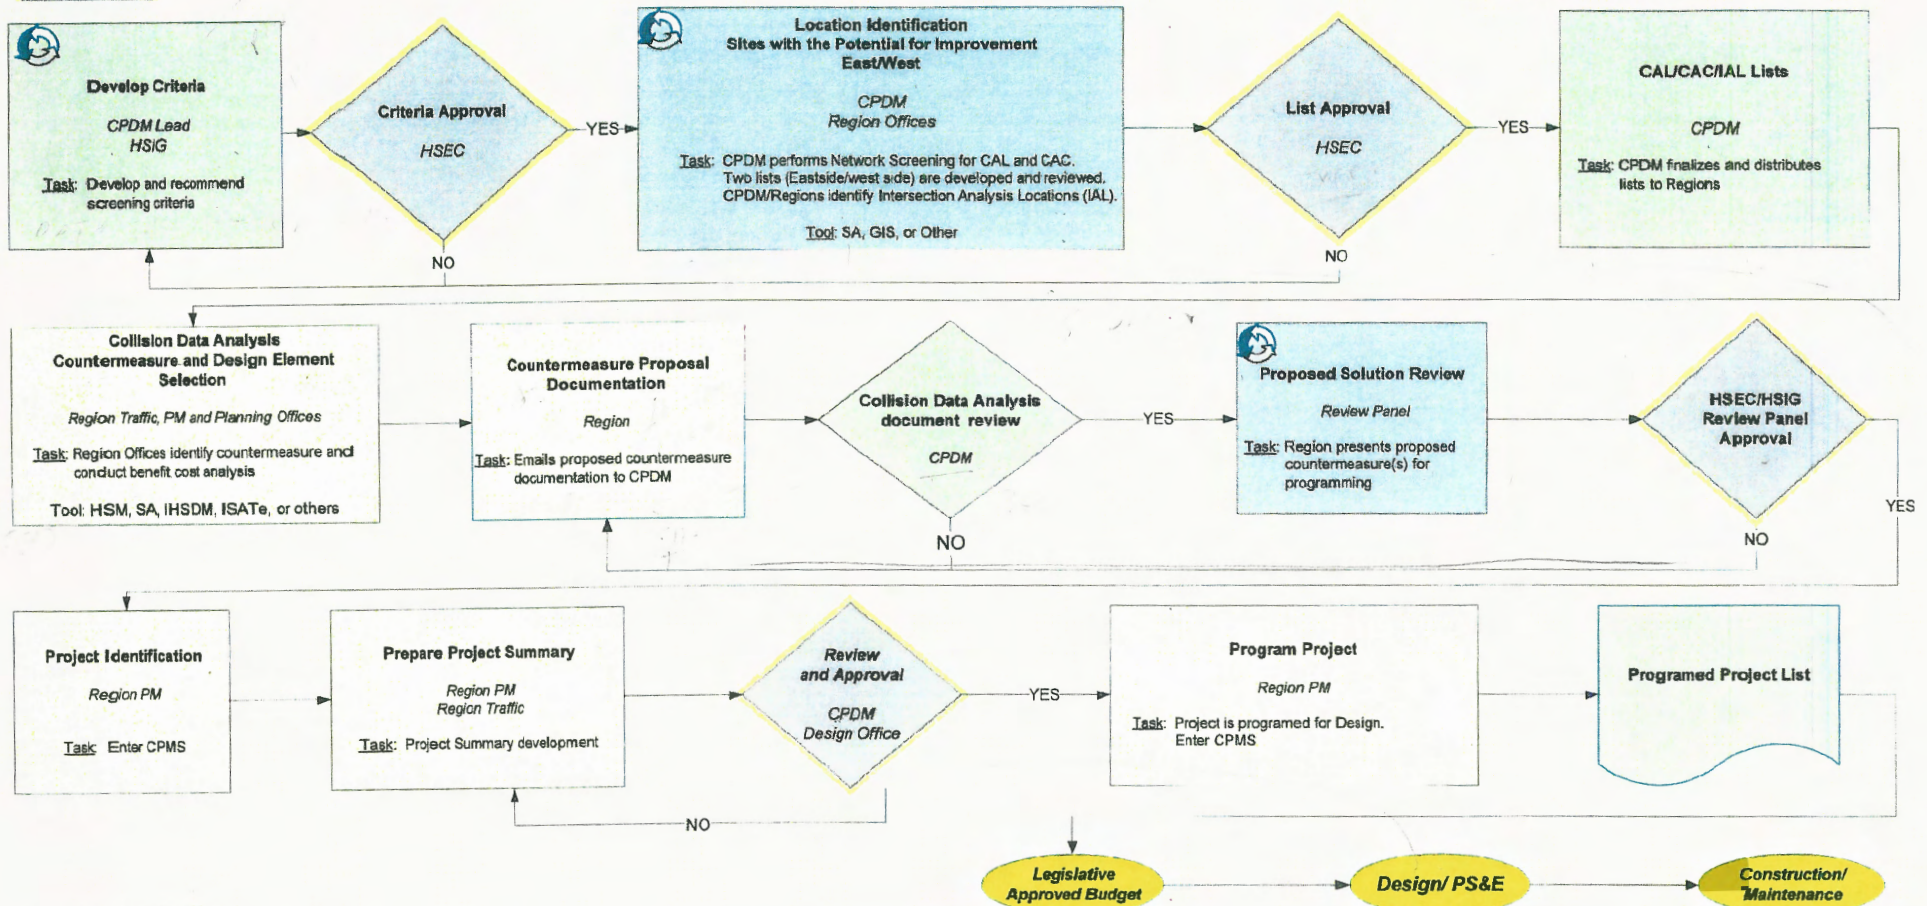 Develop Criteria
CPDM Lead
HSIG
Task: Develop and recommend
screening criteria
Criteria Approval
HSEC
YES
NO
Location Identification
Sites with the Potential for Improvement
East/West
CPDM
Region Offices
Task: CPDM performs Network Screening for CAL and CAC.
Two lists (Eastside/west side) are developed and reviewed.
CPDM/Regions identify Intersection Analysis Locations (IAL).
Tool: SA, GIS, or Other
List Approval
HSEC
YES
NO
CAL/CAC/IAL Lists
CPDM
Task: CPDM finalizes and distributes
lists to Regions
Collision Data Analysis
Countermeasure and Design Element
Selection
Region Traffic, PM and Planning Offices
Task: Region Offices identify countermeasure and
conduct benefit cost analysis
Tool: HSM, SA, IHSDM, ISATe, or others
Countermeasure Proposal
Documentation
Region
Task: Emails proposed countermeasure
documentation to CPDM
Collision Data Analysis
document review
CPDM
YES
NO
Proposed Solution Review
Review Panel
Task: Region presents proposed
countermeasure(s) for
programming
HSEC/HSIG
Review Panel
Approval
YES
NO
Project Identification
Region PM
Task: Enter CPMS
Prepare Project Summary
Region PM
Region Traffic
Task: Project Summary development
Review
and Approval
CPDM
Design Office
YES
NO
Program Project
Region PM
Task: Project is programed for Design.
Enter CPMS
Programed Project List
Legislative
Approved Budget
Design/ PS&E
Construction/
Maintenance